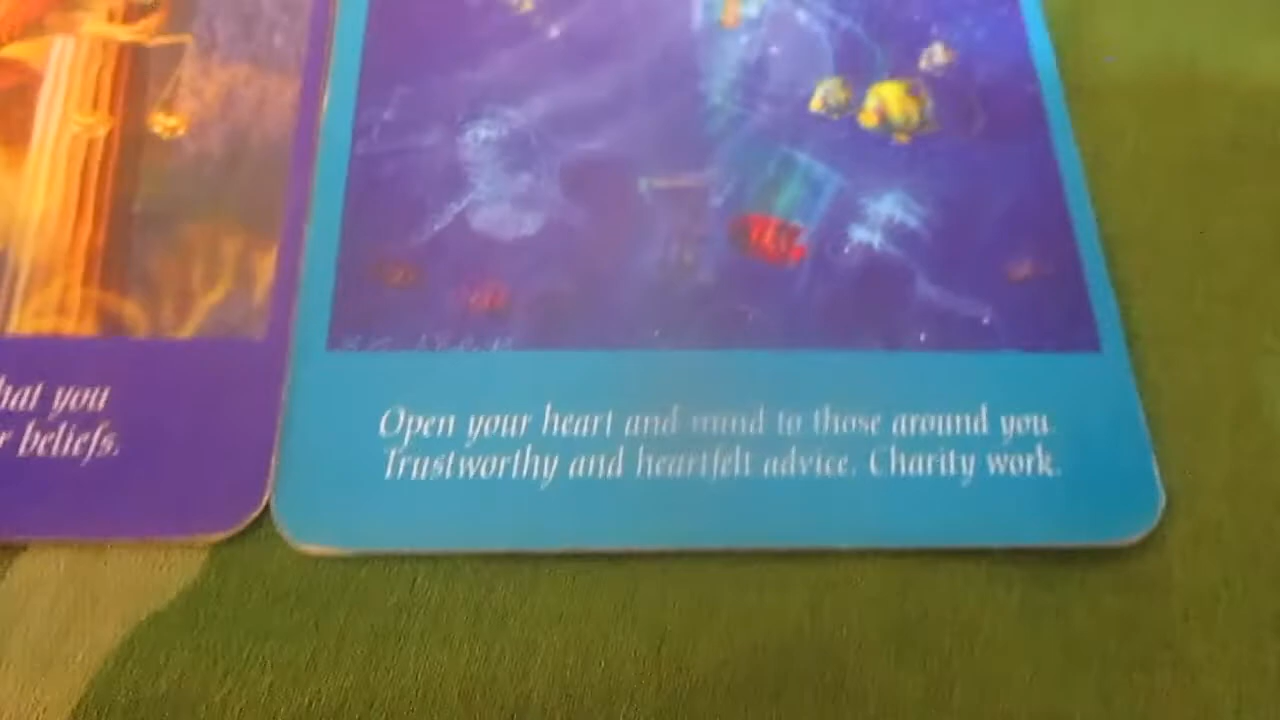 hat you
r beliefs.
Open your heart and mind to those around you.
Trustworthy and heartfelt advice. Charity work.